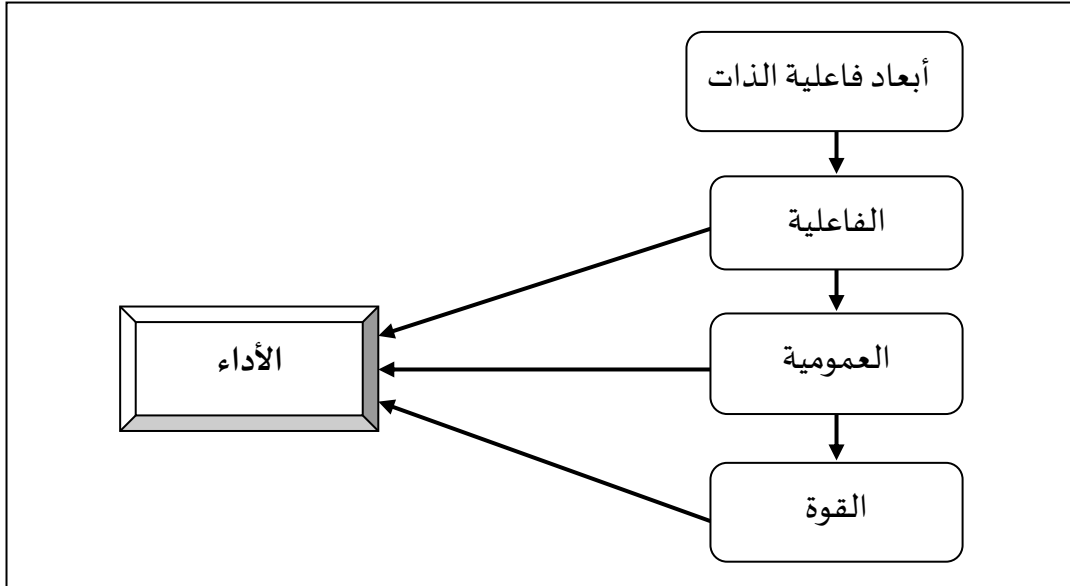 أبعاد فاعلية الذات
الفاعلية
العمومية
الأداء
القوة